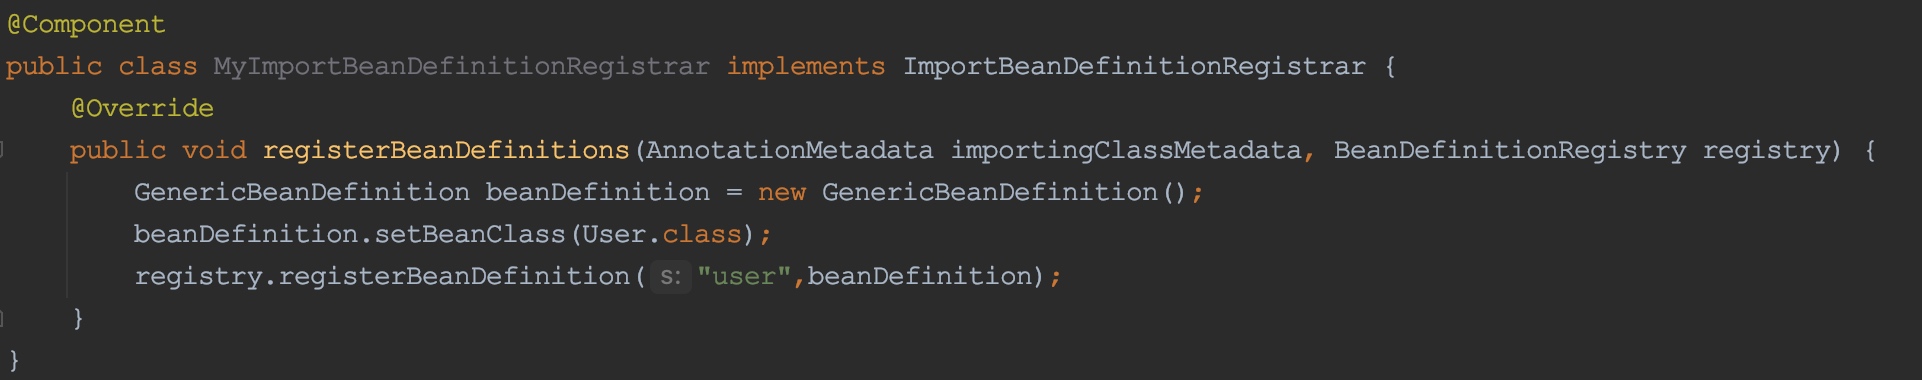 @Component
public class MyImportBeanDefinitionRegistrar implements ImportBeanDefinitionRegistrar {
    @Override
    public void registerBeanDefinitions(AnnotationMetadata importingClassMetadata, BeanDefinitionRegistry registry) {
        GenericBeanDefinition beanDefinition = new GenericBeanDefinition();
        beanDefinition.setBeanClass(User.class);
        registry.registerBeanDefinition( s: "user",beanDefinition);
    }
}